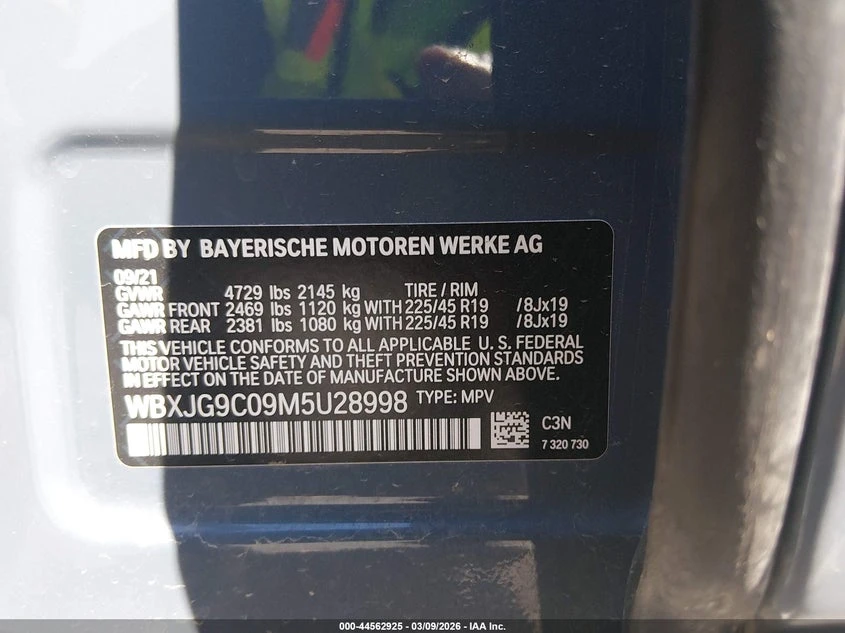 MFD BY BAYERISCHE MOTOREN WERKE AG
09/21
GVWR 4729 lbs 2145 kg TIRE / RIM
GAWR FRONT 2469 lbs 1120 kg WITH 225/45 R19 /8Jx19
GAWR REAR 2381 lbs 1080 kg WITH 225/45 R19 /8Jx19
THIS VEHICLE CONFORMS TO ALL APPLICABLE U.S. FEDERAL
MOTOR VEHICLE SAFETY AND THEFT PREVENTION STANDARDS
IN EFFECT ON THE DATE OF MANUFACTURE SHOWN ABOVE.
WBXJG9C09M5U28998 TYPE: MPV
C3N
7 320 730
000-44562925 - 03/09/2026 - IAA Inc.